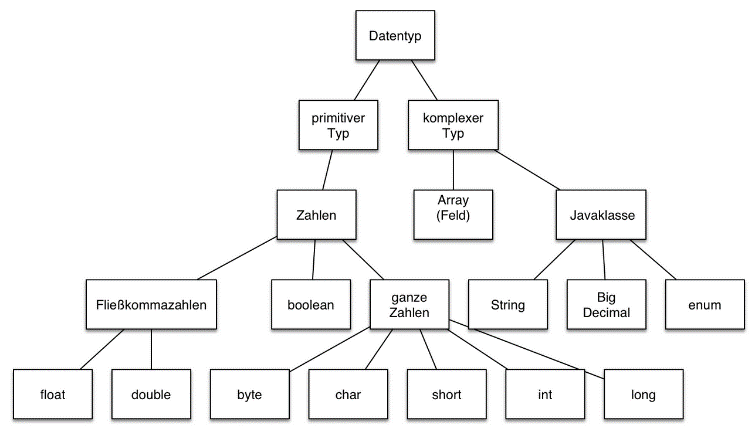 Datentyp
primitiver
Typ
komplexer
Typ
Zahlen
Array
(Feld)
Javaklasse
Fließkommazahlen
boolean
ganze
Zahlen
String
Big
Decimal
enum
float
double
byte
char
short
int
long